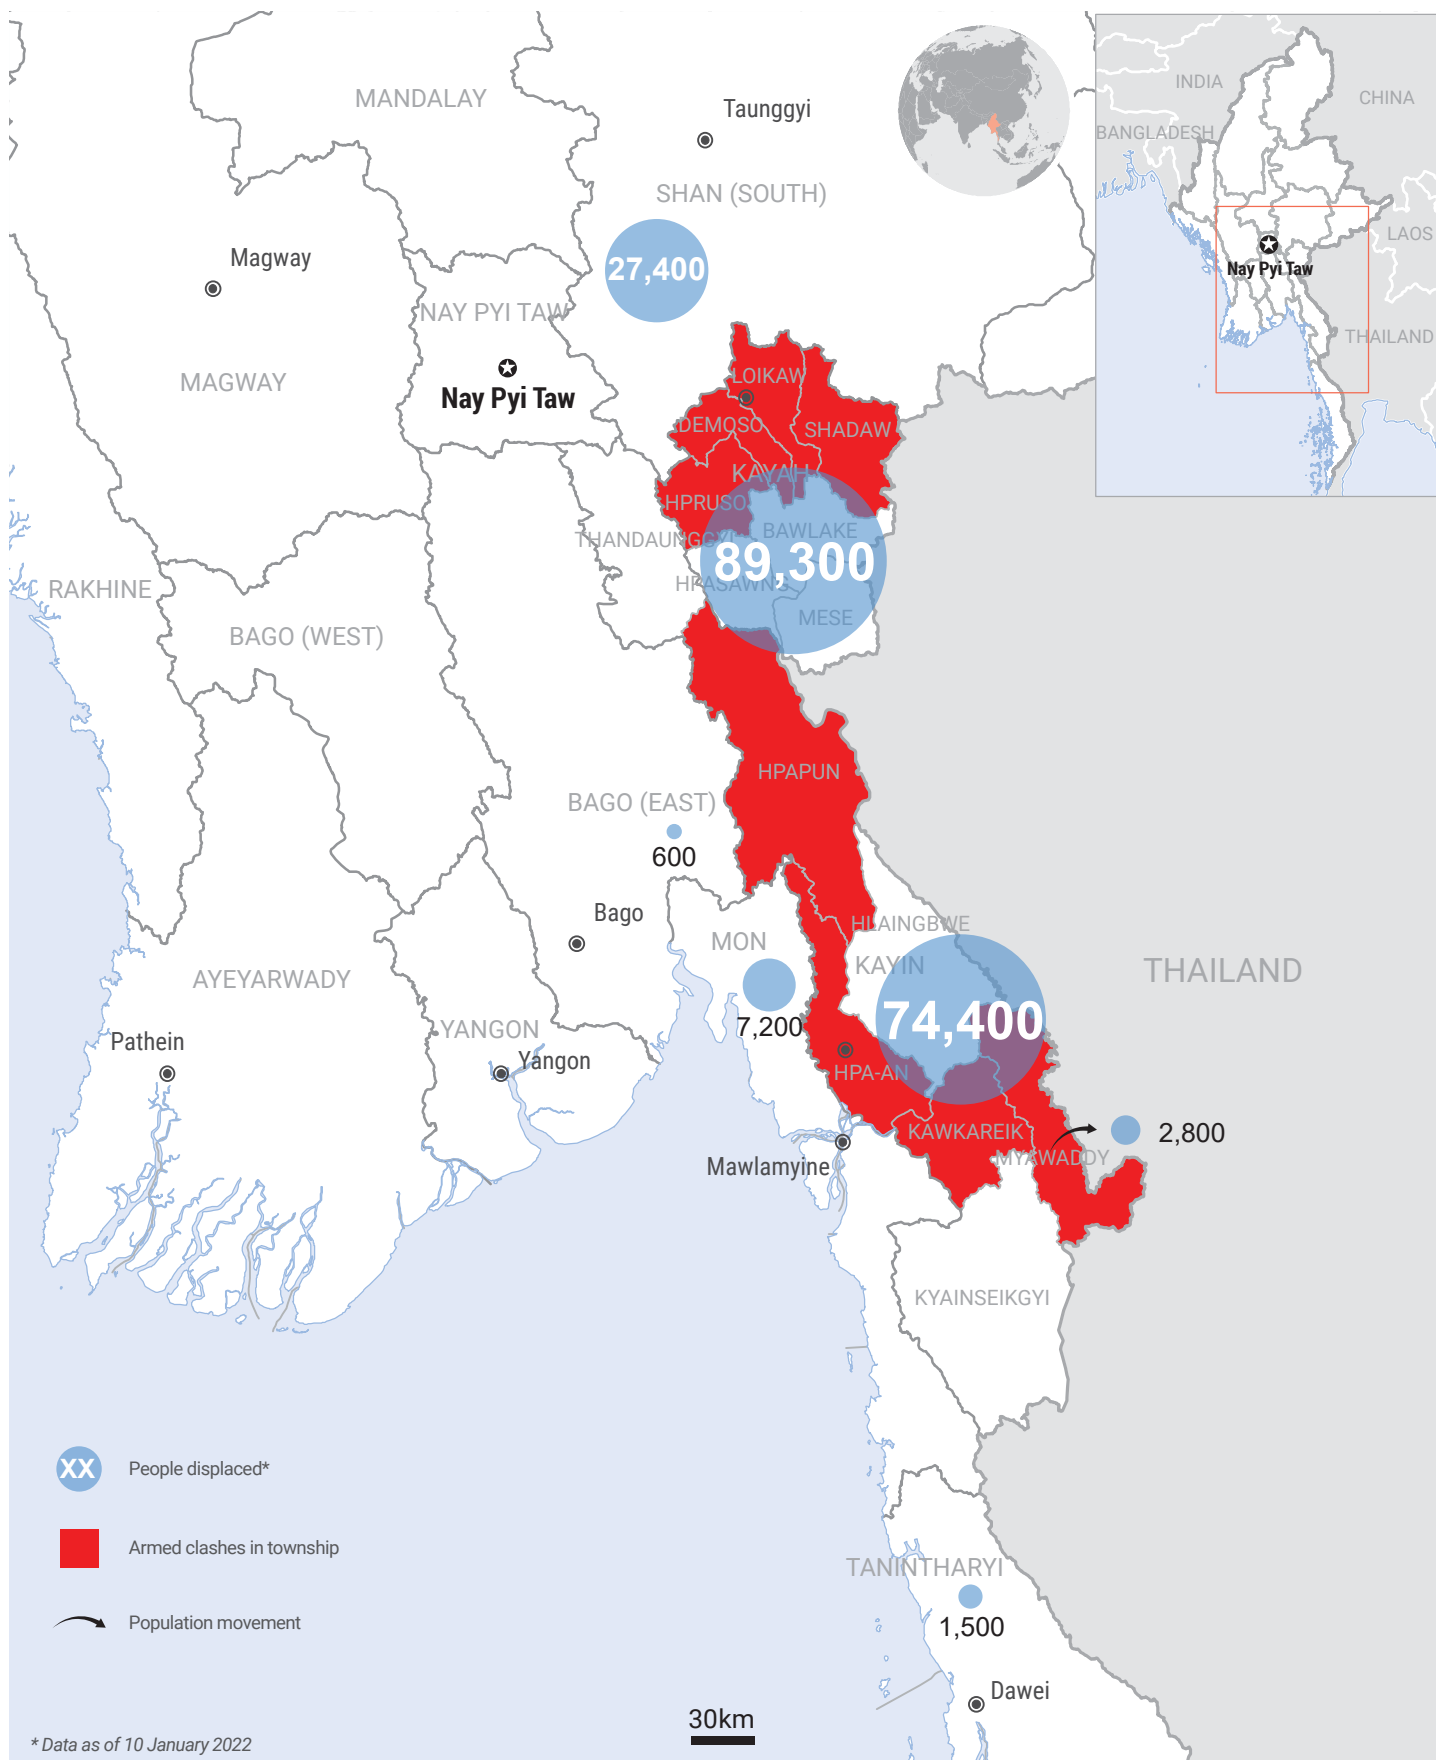 MANDALAY
Taunggyi
SHAN (SOUTH)
27,400
Magway
MAGWAY
NAY PYI TAW
Nay Pyi Taw
INDIA
CHINA
BANGLADESH
LAOS
Nay Pyi Taw
THAILAND
LOIKAW
DEMOSO
SHADAW
KAYAH
HPRUSO
BAWLAKE
THANDAUNGGYI
89,300
HPASAWNG
MESE
RAKHINE
BAGO (WEST)
HPAPUN
BAGO (EAST)
600
Bago
MON
7,200
HLAINGBWE
KAYIN
74,400
THAILAND
AYEYARWADY
Pathein
YANGON
Yangon
HPA-AN
KAWKAREIK
MYAWADDY
2,800
Mawlamyine
KYAINSEIKGYI
XX People displaced*
Armed clashes in township
Population movement
TANINTHARYI
1,500
Dawei
30km
* Data as of 10 January 2022